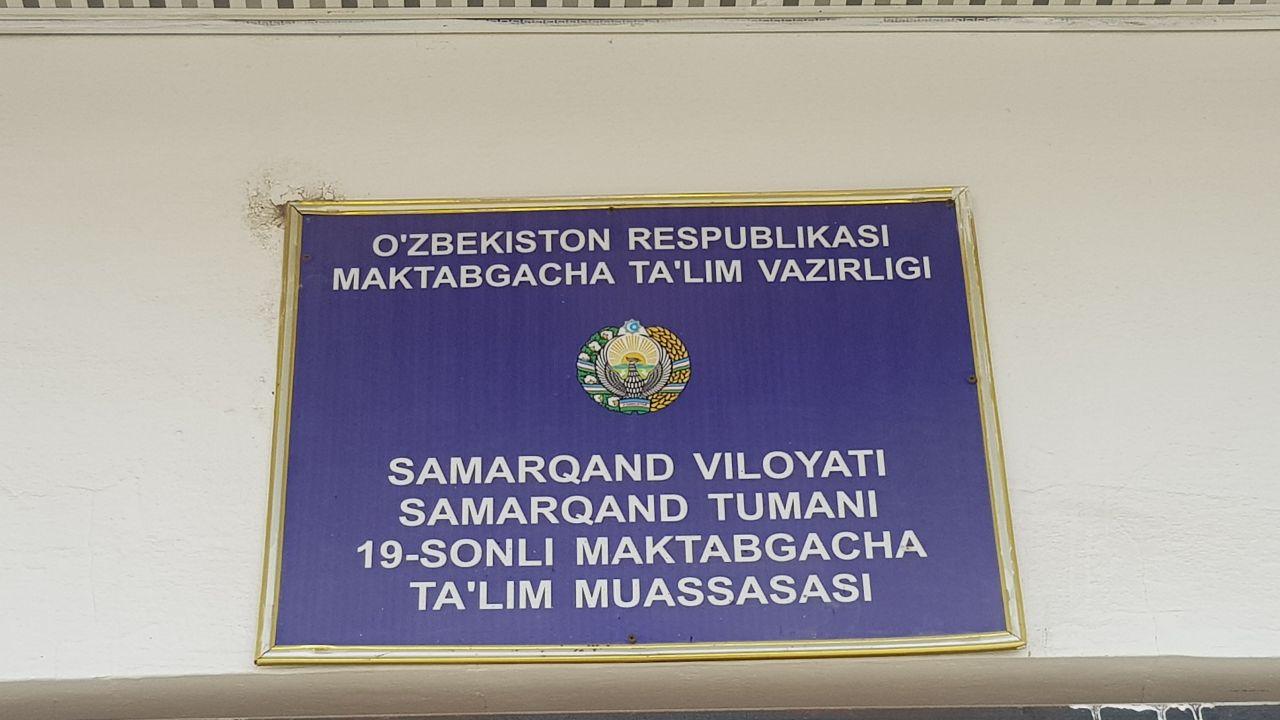 O'ZBEKISTON RESPUBLIKASI
MAKTABGACHA TA'LIM VAZIRLIGI
SAMARQAND VILOYATI
SAMARQAND TUMANI
19-SONLI MAKTABGACHA
TA'LIM MUASSASASI